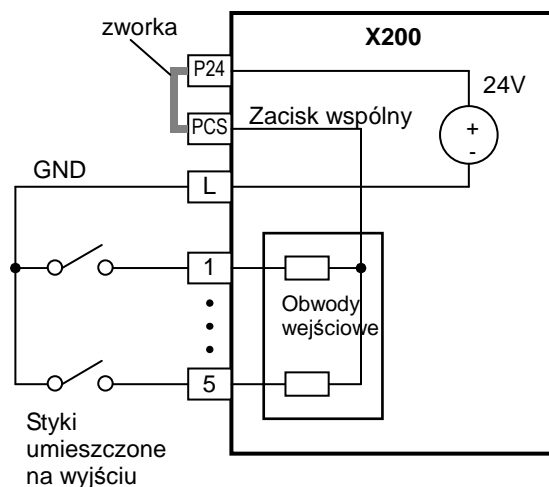 zworka
X200
P24
24V
PCS
Zacisk wspólny
+
-
GND
L
1
Obwody
wejściowe
5
Styki
umieszczone
na wyjściu